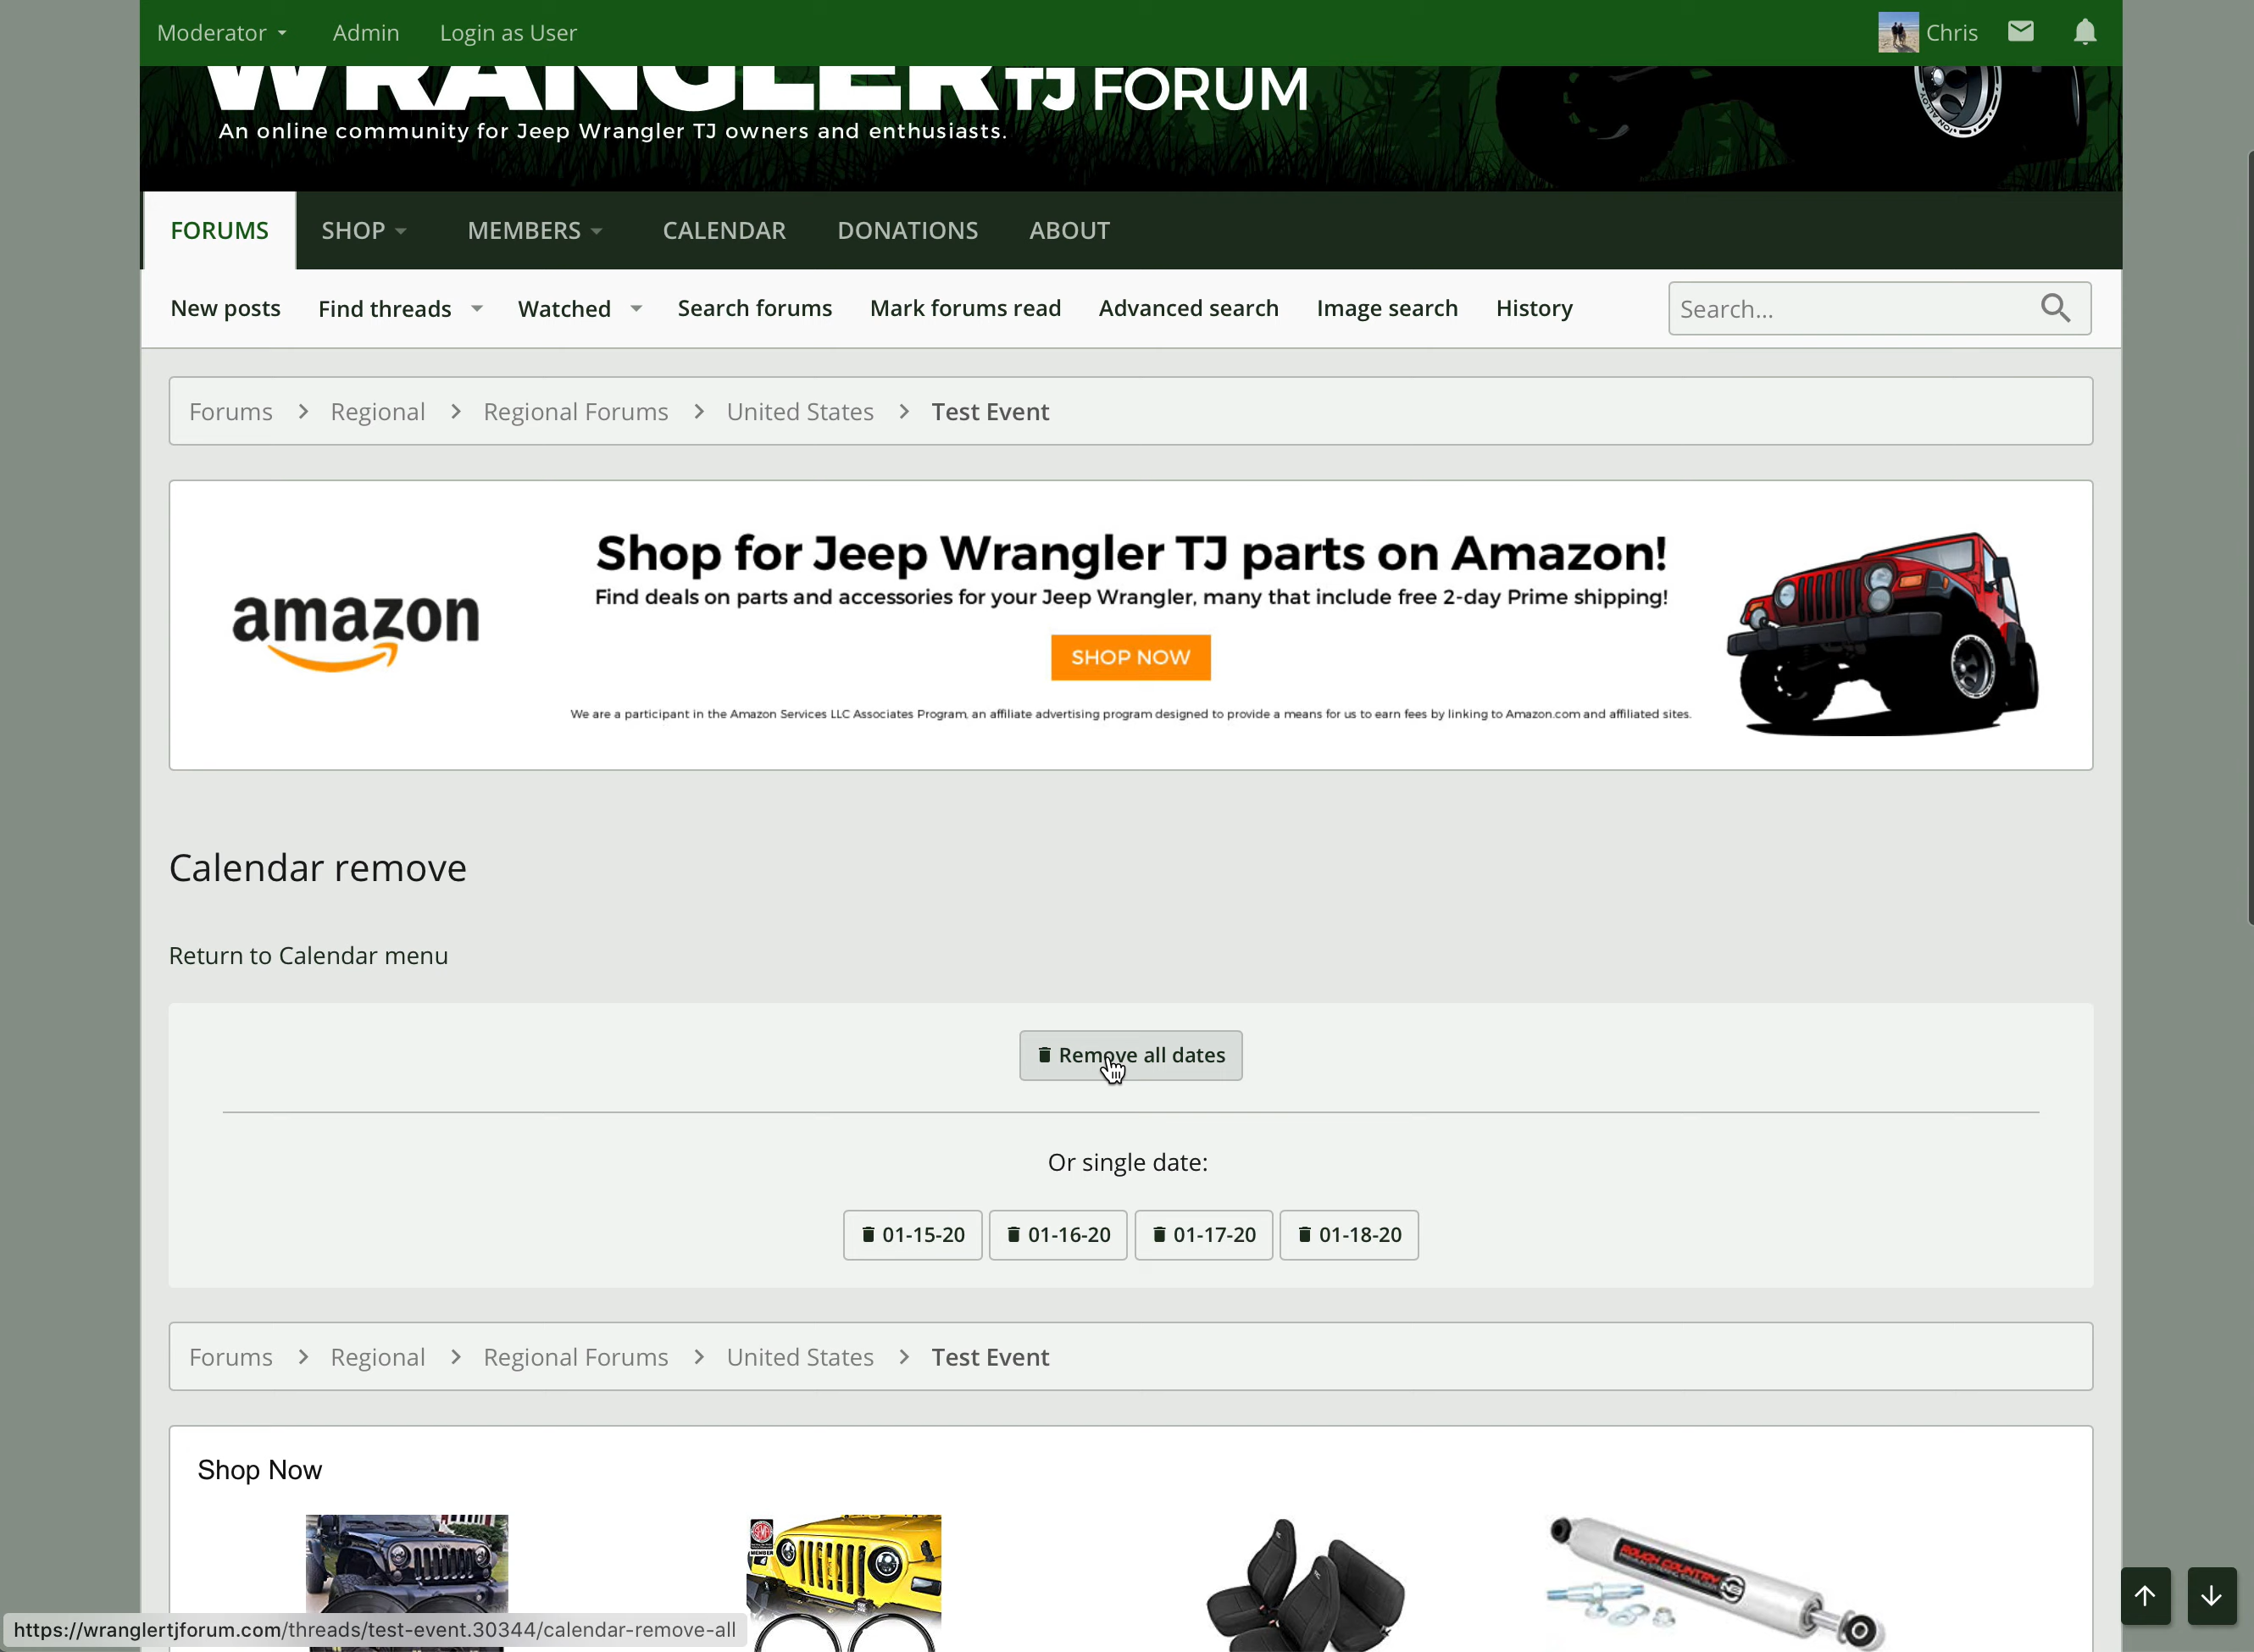 Moderator Admin Login as User Chris
WRANGLER TJ FORUM
An online community for Jeep Wrangler TJ owners and enthusiasts.
FORUMS SHOP MEMBERS CALENDAR DONATIONS ABOUT
New posts Find threads Watched Search forums Mark forums read Advanced search Image search History Search...
Forums > Regional > Regional Forums > United States > Test Event
Shop for Jeep Wrangler TJ parts on Amazon!
Find deals on parts and accessories for your Jeep Wrangler, many that include free 2-day Prime shipping!
amazon
SHOP NOW
We are a participant in the Amazon Services LLC Associates Program, an affiliate advertising program designed to provide a means for us to earn fees by linking to Amazon.com and affiliated sites.
Calendar remove
Return to Calendar menu
Remove all dates
Or single date:
01-15-20 01-16-20 01-17-20 01-18-20
Forums > Regional > Regional Forums > United States > Test Event
Shop Now
ROUGH COUNTRY
https://wranglertjforum.com/threads/test-event.30344/calendar-remove-all